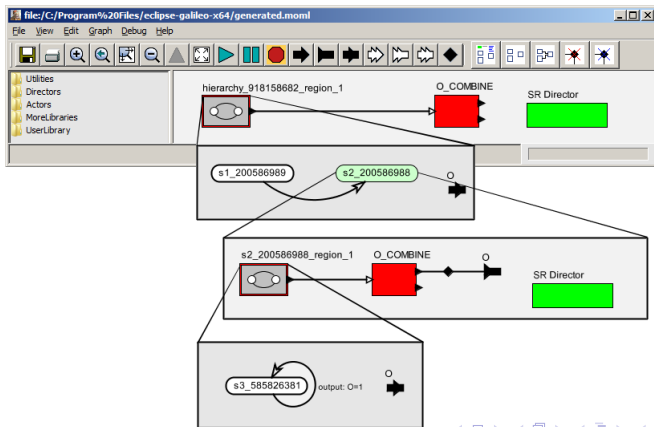 file:/C:/Program%20Files/eclipse-galileo-x64/generated.moml
File View Edit Graph Debug Help
Utilities
Directors
Actors
MoreLibraries
UserLibrary
hierarchy_918158682_region_1
O_COMBINE
SR Director
s1_200586989
s2_200586988
O
s2_200586988_region_1
O_COMBINE
O
SR Director
s3_585826381
output: O=1
O